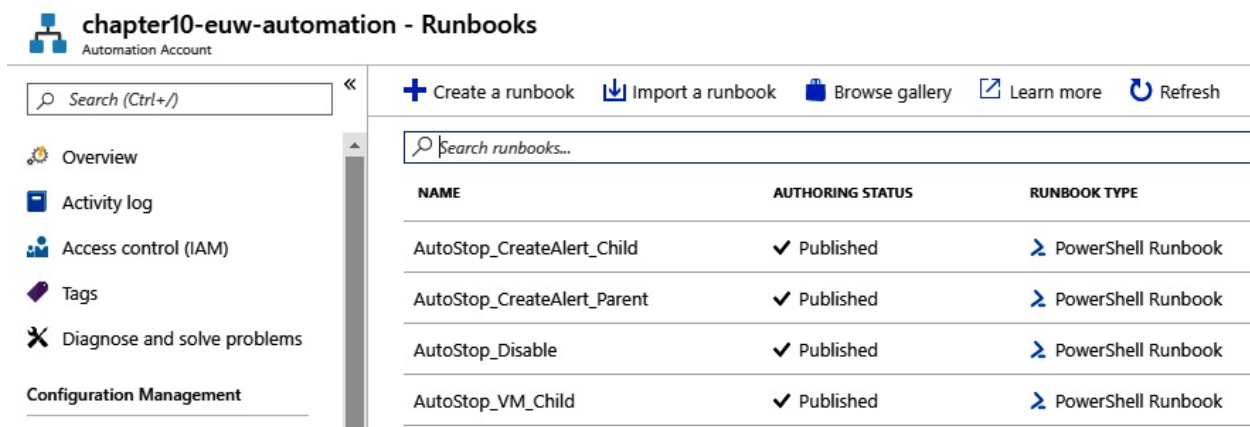 chapter10-euw-automation - Runbooks
Automation Account
Search (Ctrl+/)
«
Overview
Activity log
Access control (IAM)
Tags
Diagnose and solve problems
Configuration Management
Create a runbook Import a runbook Browse gallery Learn more Refresh
Search runbooks...
NAME AUTHORING STATUS RUNBOOK TYPE
AutoStop_CreateAlert_Child Published PowerShell Runbook
AutoStop_CreateAlert_Parent Published PowerShell Runbook
AutoStop_Disable Published PowerShell Runbook
AutoStop_VM_Child Published PowerShell Runbook